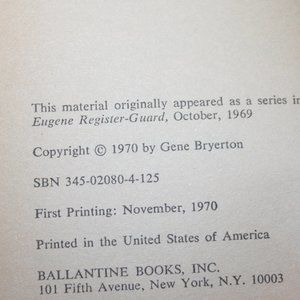 This material originally appeared as a series in
Eugene Register-Guard, October, 1969
Copyright © 1970 by Gene Bryerton
SBN 345-02080-4-125
First Printing: November, 1970
Printed in the United States of America
BALLANTINE BOOKS, INC.
101 Fifth Avenue, New York, N.Y. 10003